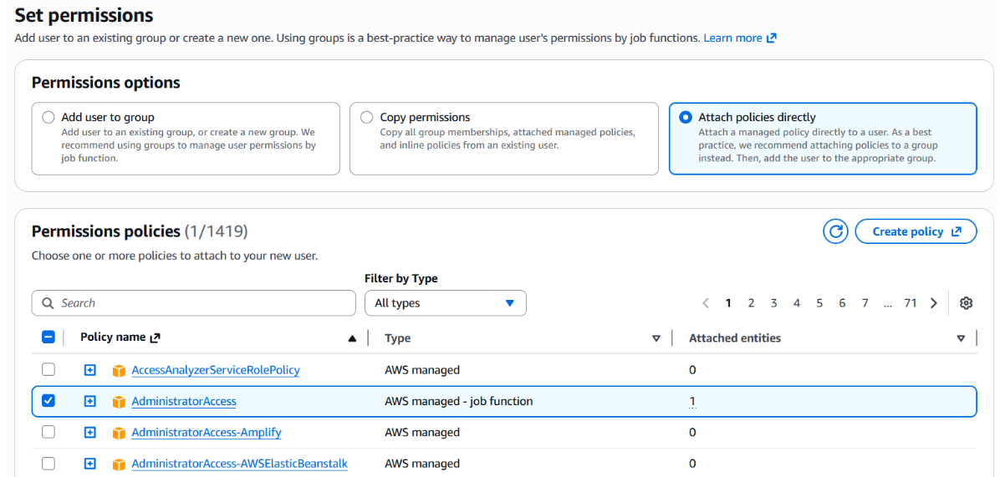 Set permissions
Add user to an existing group or create a new one. Using groups is a best-practice way to manage user's permissions by job functions. Learn more
Permissions options
Add user to group
Add user to an existing group, or create a new group. We
recommend using groups to manage user permissions by
job function.
Copy permissions
Copy all group memberships, attached managed policies,
and inline policies from an existing user.
Attach policies directly
Attach a managed policy directly to a user. As a best
practice, we recommend attaching policies to a group
instead. Then, add the user to the appropriate group.
Permissions policies (1/1419)
Create policy
Choose one or more policies to attach to your new user.
Filter by Type
Search
All types
1 2 3 4 5 6 7 ... 71
Policy name Type Attached entities
AccessAnalyzerServiceRolePolicy AWS managed 0
AdministratorAccess AWS managed - job function 1
AdministratorAccess-Amplify AWS managed 0
AdministratorAccess-AWSElasticBeanstalk AWS managed 0